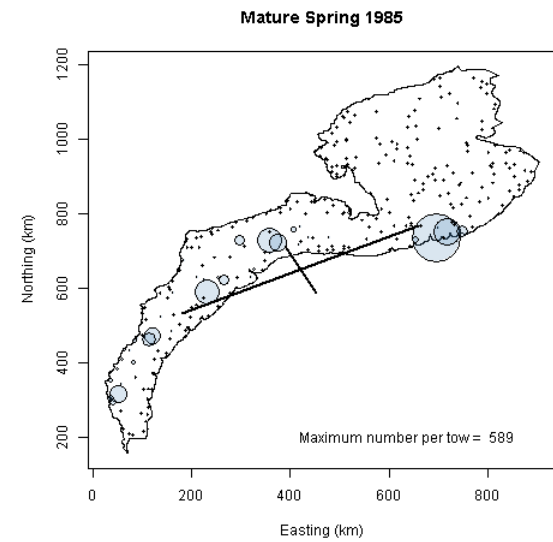 Mature Spring 1985
1200
1000
800
600
400
200
Northing (km)
Maximum number per tow = 589
0 200 400 600 800
Easting (km)